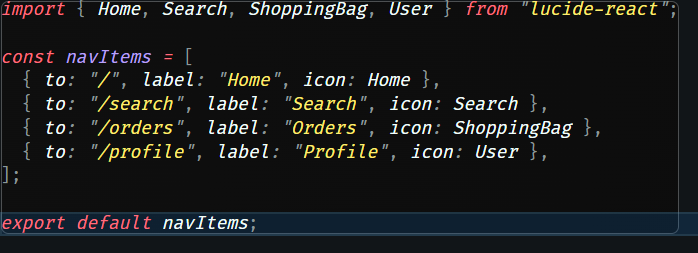 import { Home, Search, ShoppingBag, User } from "lucide-react";
const navItems = [
  { to: "/", label: "Home", icon: Home },
  { to: "/search", label: "Search", icon: Search },
  { to: "/orders", label: "Orders", icon: ShoppingBag },
  { to: "/profile", label: "Profile", icon: User },
];
export default navItems;